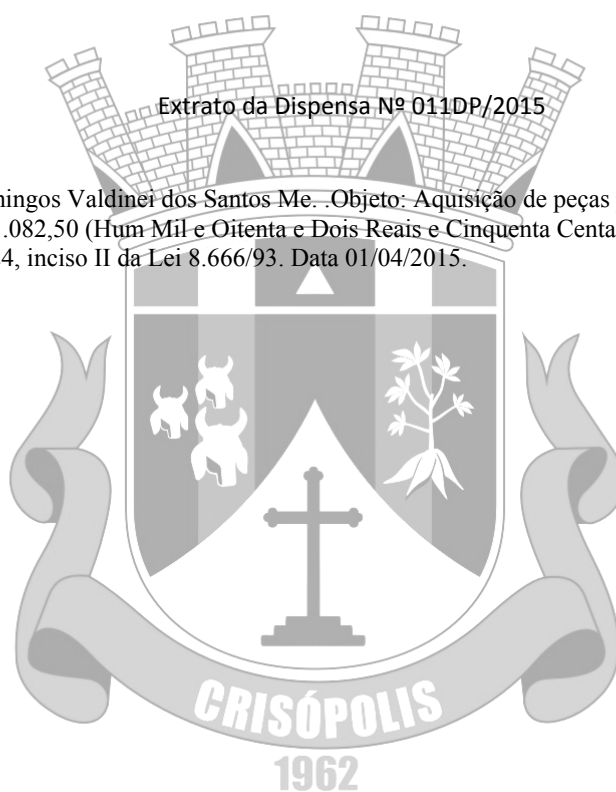 Extrato da Dispensa Nº 011DP/2015
ingos Valdinei dos Santos Me. .Objeto: Aquisição de peças
.082,50 (Hum Mil e Oitenta e Dois Reais e Cinquenta Centa
4, inciso II da Lei 8.666/93. Data 01/04/2015.
CRISÓPOLIS
1962